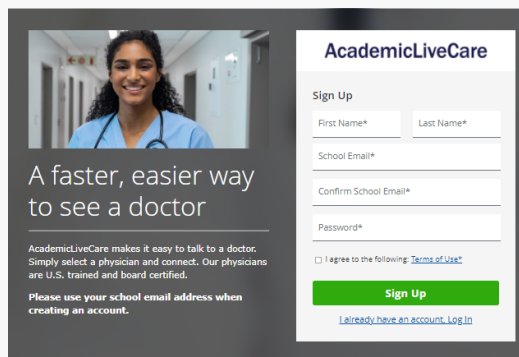 AcademicLiveCare
Sign Up
First Name*
Last Name*
School Email*
Confirm School Email*
Password*
I agree to the following: Terms of Use*
Sign Up
I already have an account, Log In
A faster, easier way
to see a doctor
AcademicLiveCare makes it easy to talk to a doctor.
Simply select a physician and connect. Our physicians
are U.S. trained and board certified.
Please use your school email address when
creating an account.